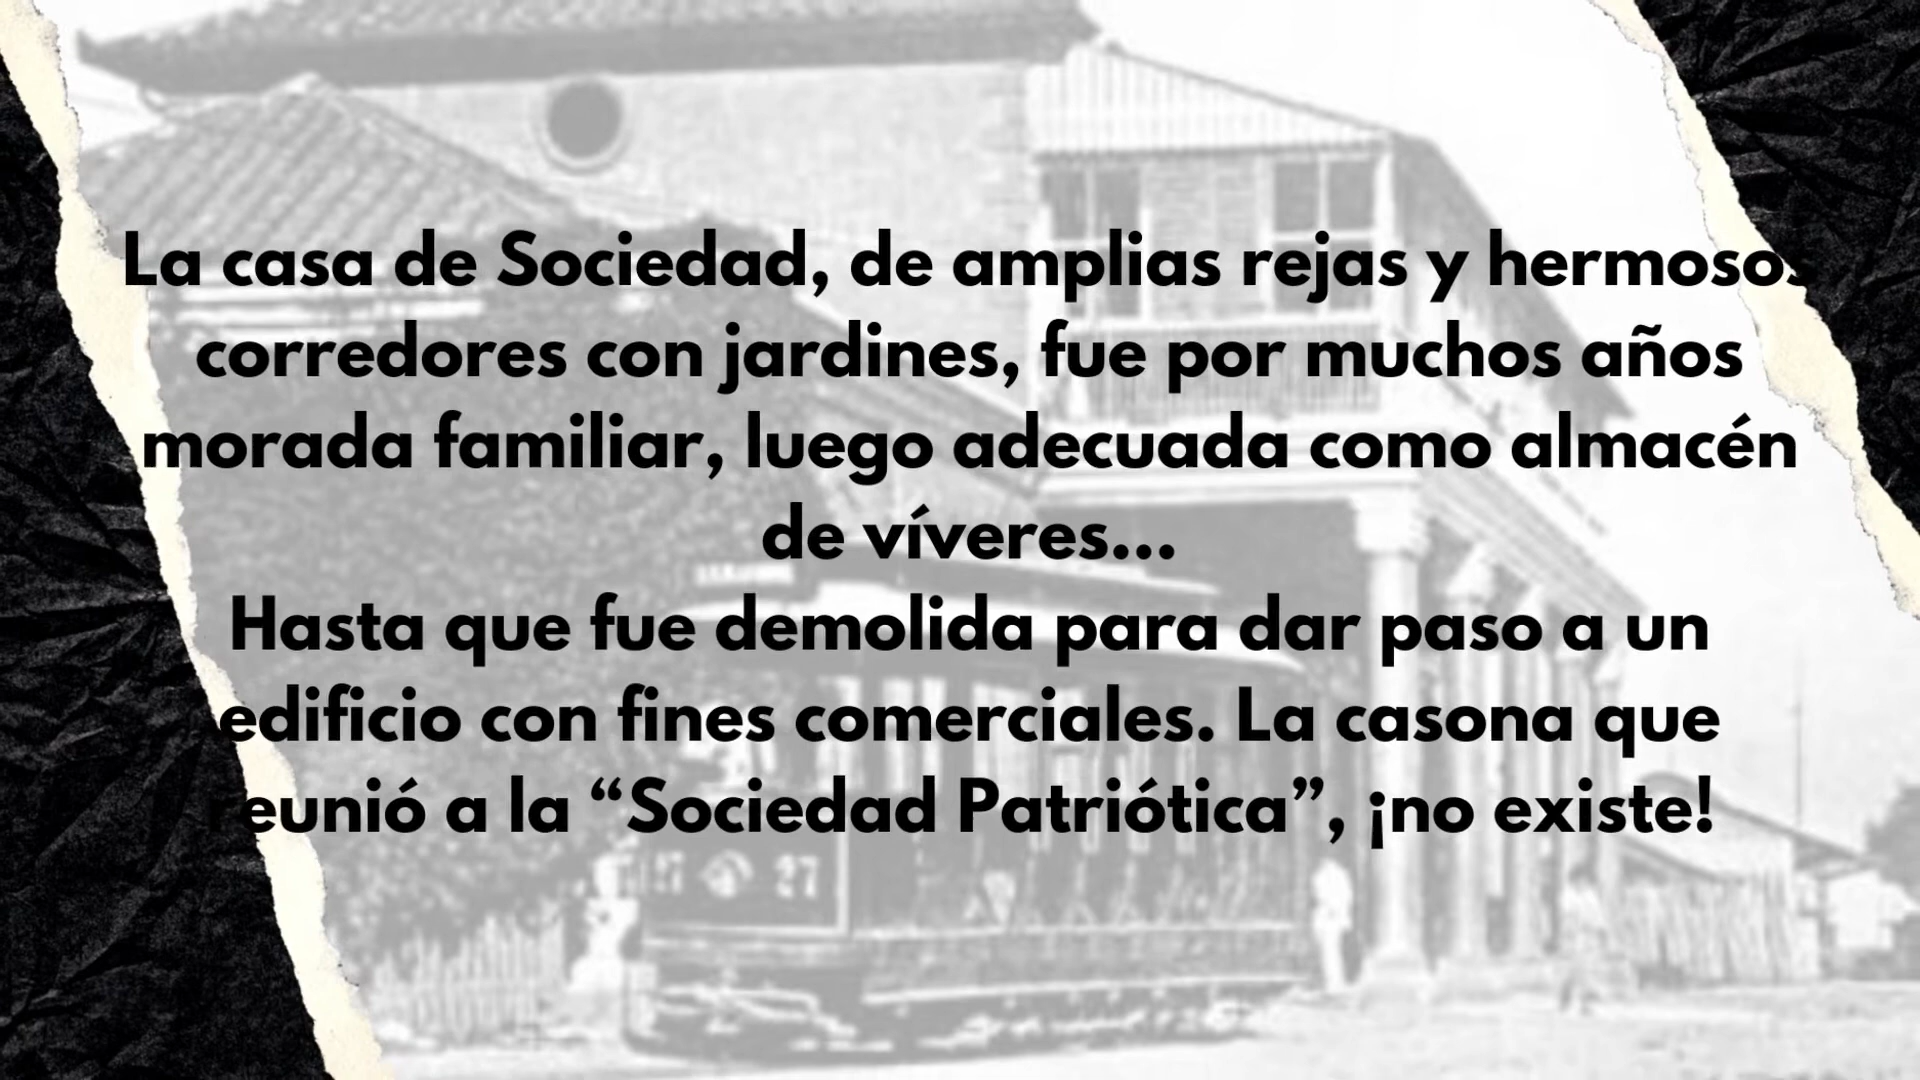 La casa de Sociedad, de amplias rejas y hermosos
corredores con jardines, fue por muchos años
morada familiar, luego adecuada como almacén
de víveres...
Hasta que fue demolida para dar paso a un
edificio con fines comerciales. La casona que
reunió a la “Sociedad Patriótica”, ¡no existe!
27 27